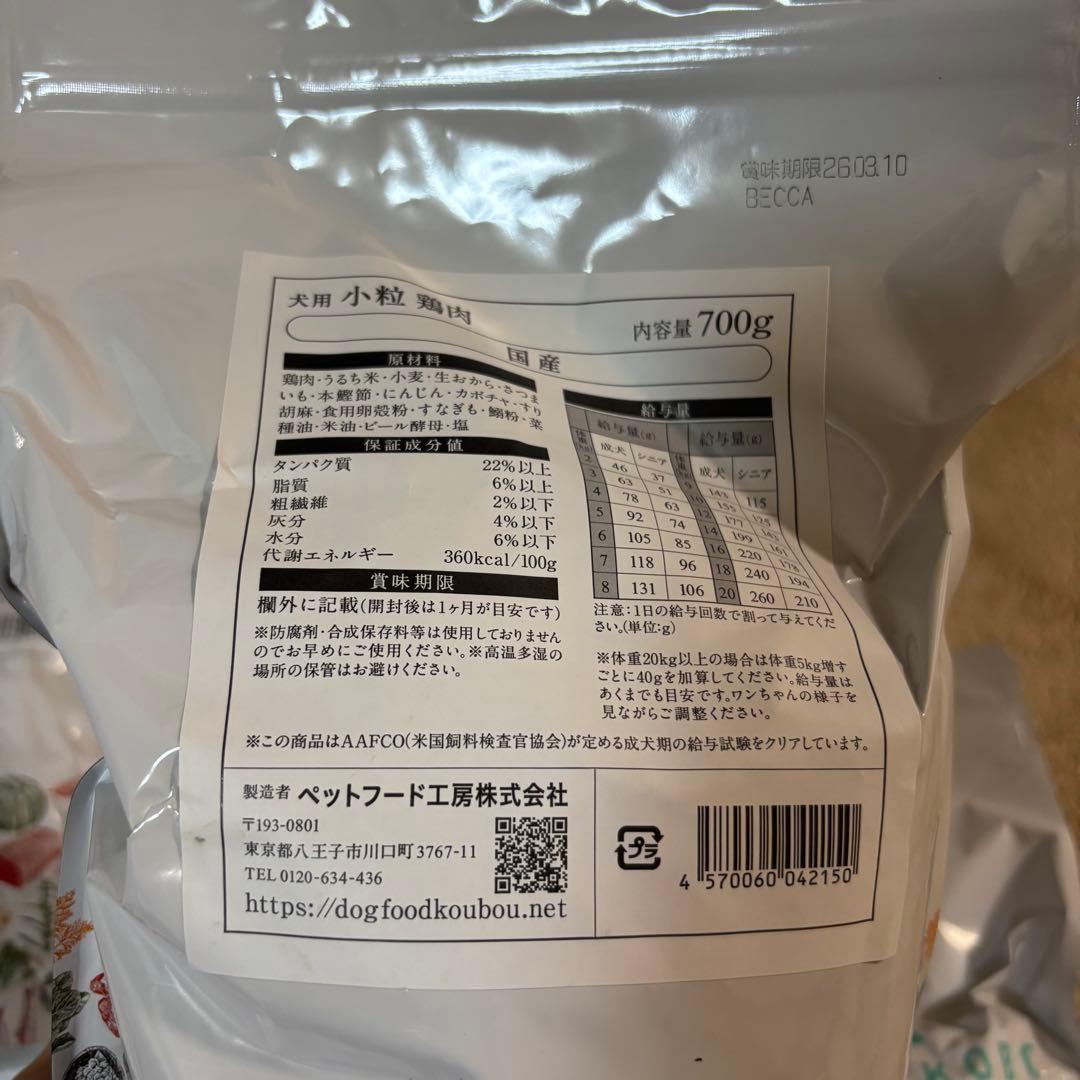 賞味期限26.03.10
BECCA
犬用 小粒 鶏肉
内容量 700g
国産
原材料
鶏肉・うるち米・小麦・生おから・さつま
いも・本鰹節・にんじん・カボチャ・すり
胡麻・食用卵殻粉・すなぎも・鰯粉・菜
種油・米油・ビール酵母・塩
保証成分値
タンパク質 22%以上
脂質 6%以上
粗繊維 2%以下
灰分 4%以下
水分 6%以下
代謝エネルギー 360kcal/100g
賞味期限
欄外に記載(開封後は1ヶ月が目安です)
※防腐剤・合成保存料等は使用しておりません
のでお早めにご使用ください。※高温多湿の
場所の保管はお避けください。
給与量
体重(kg) 給与量(g) 体重(kg) 給与量(g)
成犬 シニア 成犬 シニア
2 46 37 9 143 115
3 63 51 10 155 125
4 78 63 12 177 143
5 92 74 14 199 161
6 105 85 16 220 178
7 118 96 18 240 194
8 131 106 20 260 210
注意:1日の給与回数で割って与えてくだ
さい。(単位:g)
※体重20kg以上の場合は体重5kg増す
ごとに40gを加算してください。給与量は
あくまでも目安です。ワンちゃんの様子を
見ながらご調整ください。
※この商品はAAFCO(米国飼料検査官協会)が定める成犬期の給与試験をクリアしています。
製造者 ペットフード工房株式会社
〒193-0801
東京都八王子市川口町3767-11
TEL 0120-634-436
https://dogfoodkoubou.net
プラ
4 570060 042150